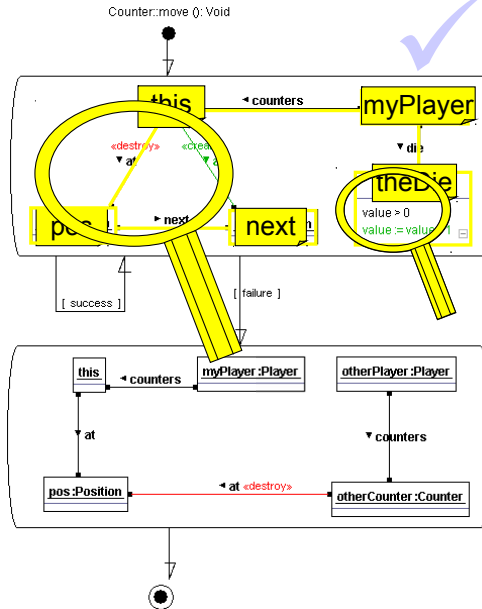 Counter::move (): Void
this
counters
myPlayer
«destroy»
at
die
theDie
value > 0
next
next
[ success ]
[ failure ]
this
counters
myPlayer :Player
otherPlayer :Player
at
counters
pos :Position
at «destroy»
otherCounter :Counter